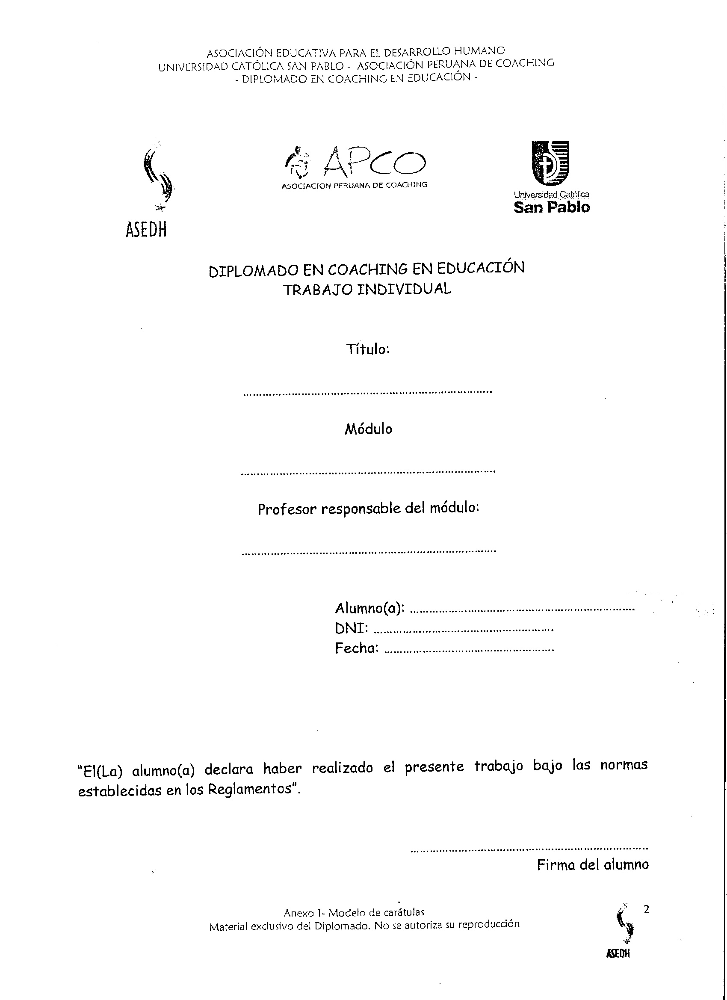 ASOCIACIÓN EDUCATIVA PARA EL DESARROLLO HUMANO
UNIVERSIDAD CATÓLICA SAN PABLO - ASOCIACIÓN PERUANA DE COACHING
- DIPLOMADO EN COACHING EN EDUCACIÓN -
ASEDH
APCO
ASOCIACION PERUANA DE COACHING
Universidad Católica
San Pablo
DIPLOMADO EN COACHING EN EDUCACIÓN
TRABAJO INDIVIDUAL
Título:
................................................................................
Módulo
................................................................................
Profesor responsable del módulo:
................................................................................
Alumno(a): ......................................................................
DNI: .......................................................
Fecha: ....................................................
"El(La) alumno(a) declara haber realizado el presente trabajo bajo las normas
establecidas en los Reglamentos".
..........................................................................
Firma del alumno
Anexo 1- Modelo de carátulas
Material exclusivo del Diplomado. No se autoriza su reproducción
2
ASEDH